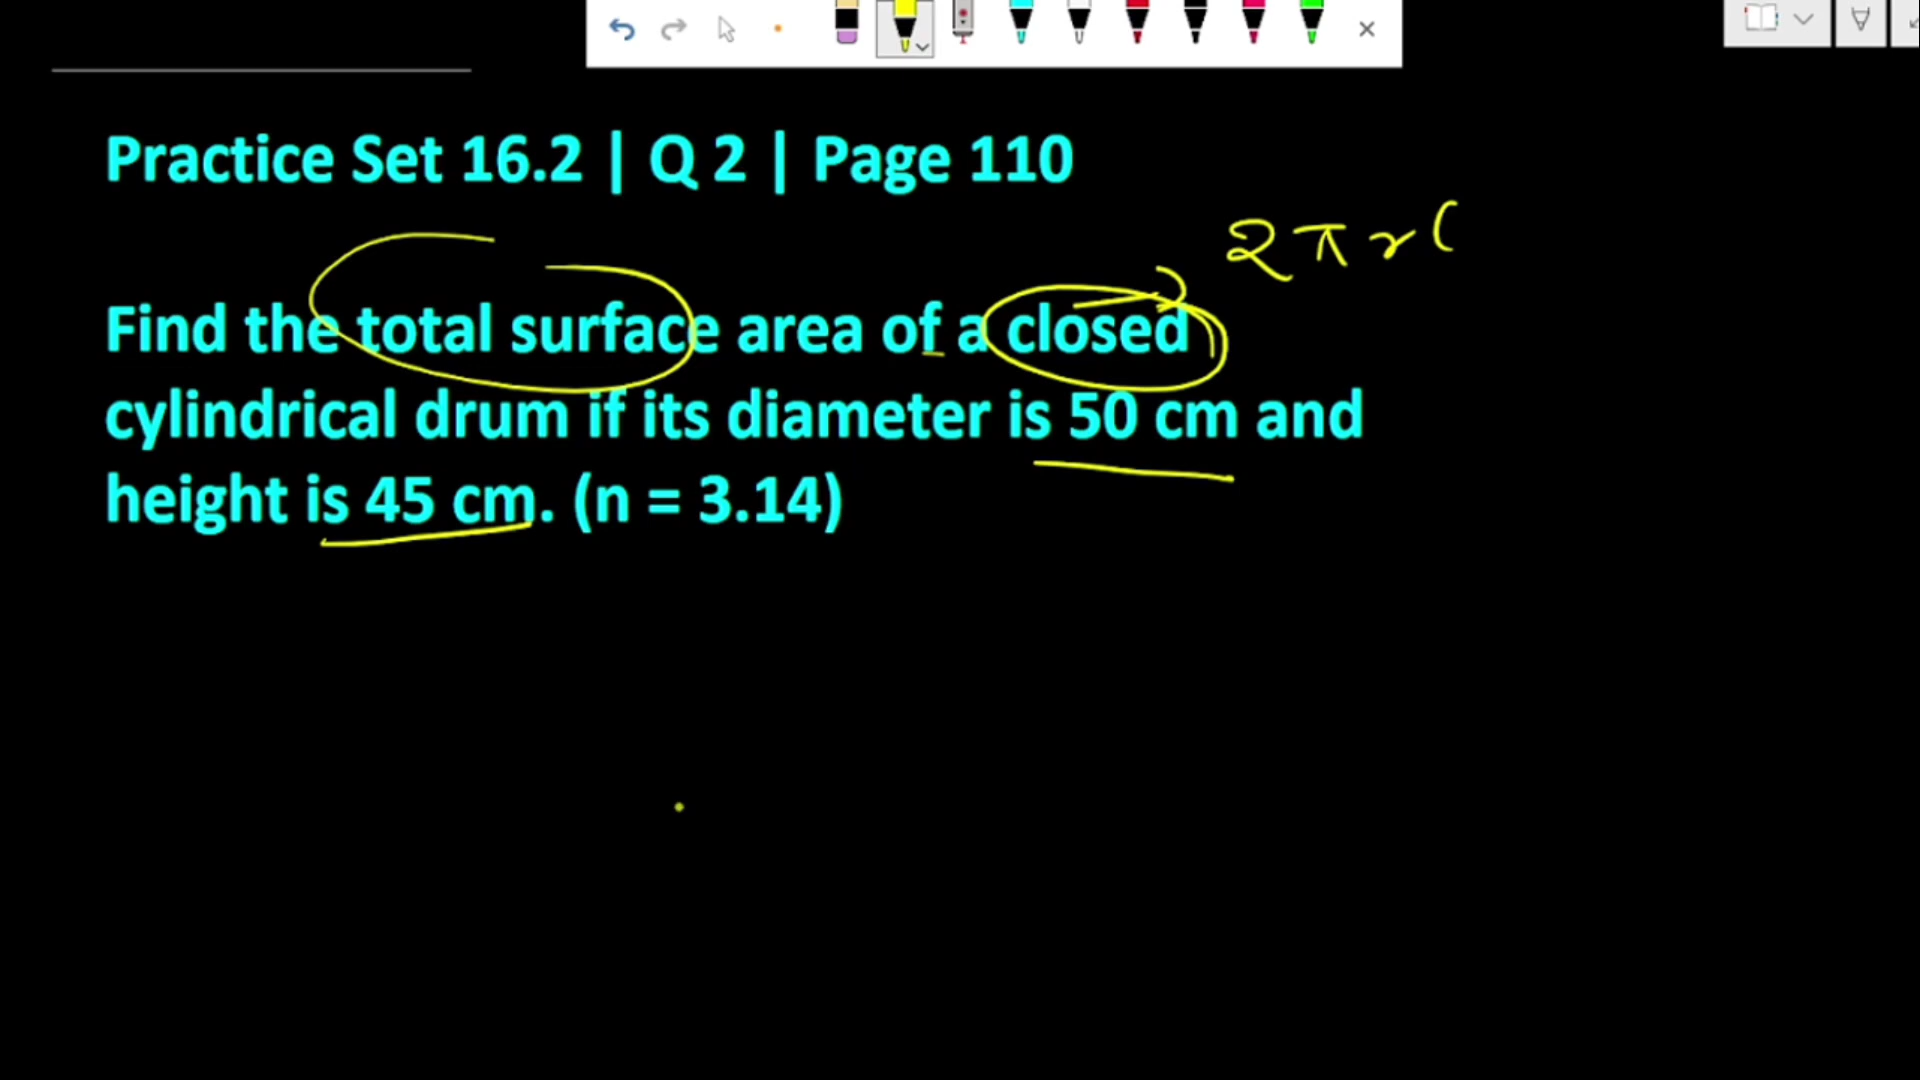 Practice Set 16.2 | Q 2 | Page 110
2πr(
Find the total surface area of a closed
cylindrical drum if its diameter is 50 cm and
height is 45 cm. (n = 3.14)